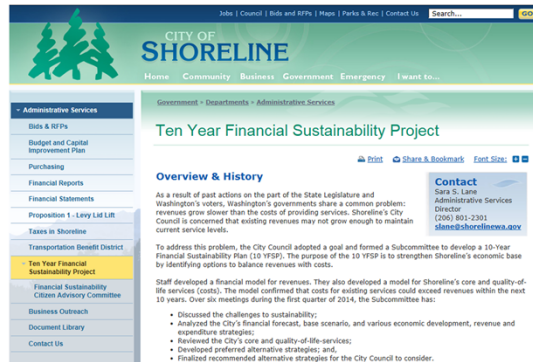 Jobs | Council | Bids and RFPs | Maps | Parks & Rec | Contact Us
Search...
GO
CITY OF
SHORELINE
Home Community Business Government Emergency I want to...
Administrative Services
Bids & RFPs
Budget and Capital
Improvement Plan
Purchasing
Financial Reports
Financial Statements
Proposition 1 - Levy Lid Lift
Taxes in Shoreline
Transportation Benefit District
Ten Year Financial
Sustainability Project
Financial Sustainability
Citizen Advisory Committee
Business Outreach
Document Library
Contact Us
Government » Departments » Administrative Services
Ten Year Financial Sustainability Project
Print Share & Bookmark Font Size:
Overview & History
As a result of past actions on the part of the State Legislature and
Washington's voters, Washington's governments share a common problem:
revenues grow slower than the costs of providing services. Shoreline's City
Council is concerned that existing revenues may not grow enough to maintain
current service levels.
Contact
Sara S. Lane
Administrative Services
Director
(206) 801-2301
slane@shorelinewa.gov
To address this problem, the City Council adopted a goal and formed a Subcommittee to develop a 10-Year
Financial Sustainability Plan (10 YFSP). The purpose of the 10 YFSP is to strengthen Shoreline's economic base
by identifying options to balance revenues with costs.
Staff developed a financial model for revenues. They also developed a model for Shoreline's core and quality-of-
life services (costs). The model confirmed that costs for existing services could exceed revenues within the next
10 years. Over six meetings during the first quarter of 2014, the Subcommittee has:
• Discussed the challenges to sustainability;
• Analyzed the City's financial forecast, base scenario, and various economic development, revenue and
expenditure strategies;
• Reviewed the City's core and quality-of-life-services;
• Developed preferred alternative strategies; and,
• Finalized recommended alternative strategies for the City Council to consider.